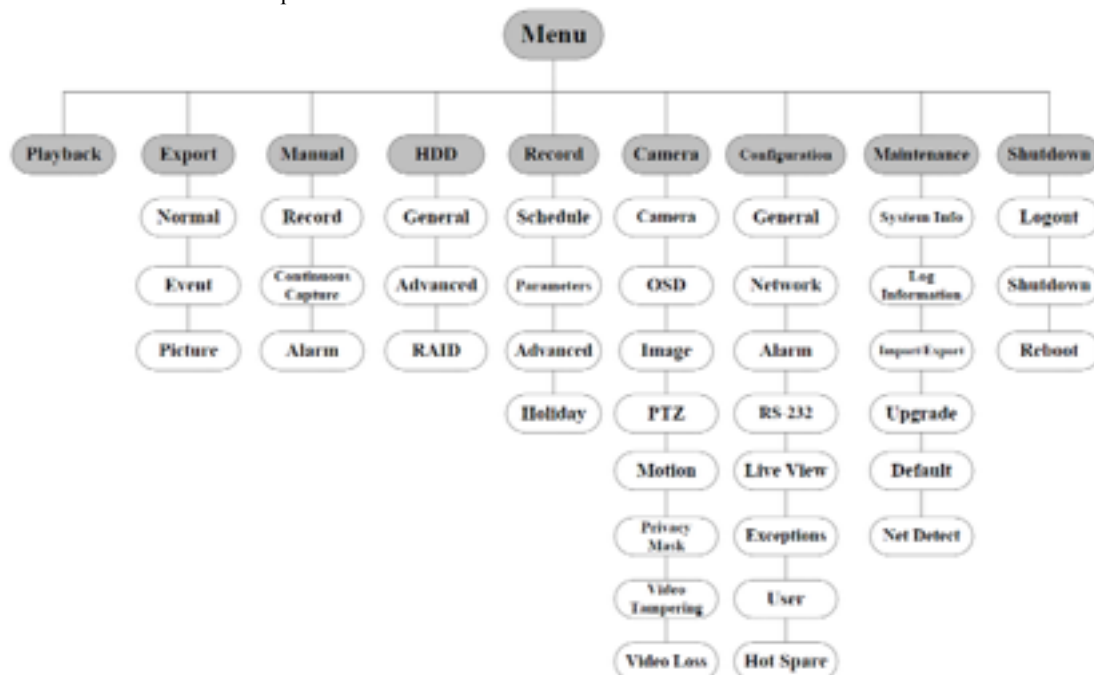 Menu
Playback
Export
Manual
HDD
Record
Camera
Configuration
Maintenance
Shutdown
Normal
Record
General
Schedule
Camera
General
System Info
Logout
Event
Continuous
Capture
Advanced
Parameters
OSD
Network
Log
Information
Shutdown
Picture
Alarm
RAID
Advanced
Image
Alarm
Import/Export
Reboot
Holiday
PTZ
RS-232
Upgrade
Motion
Live View
Default
Privacy
Mask
Exceptions
Net Detect
Video
Tampering
User
Video Loss
Hot Spare